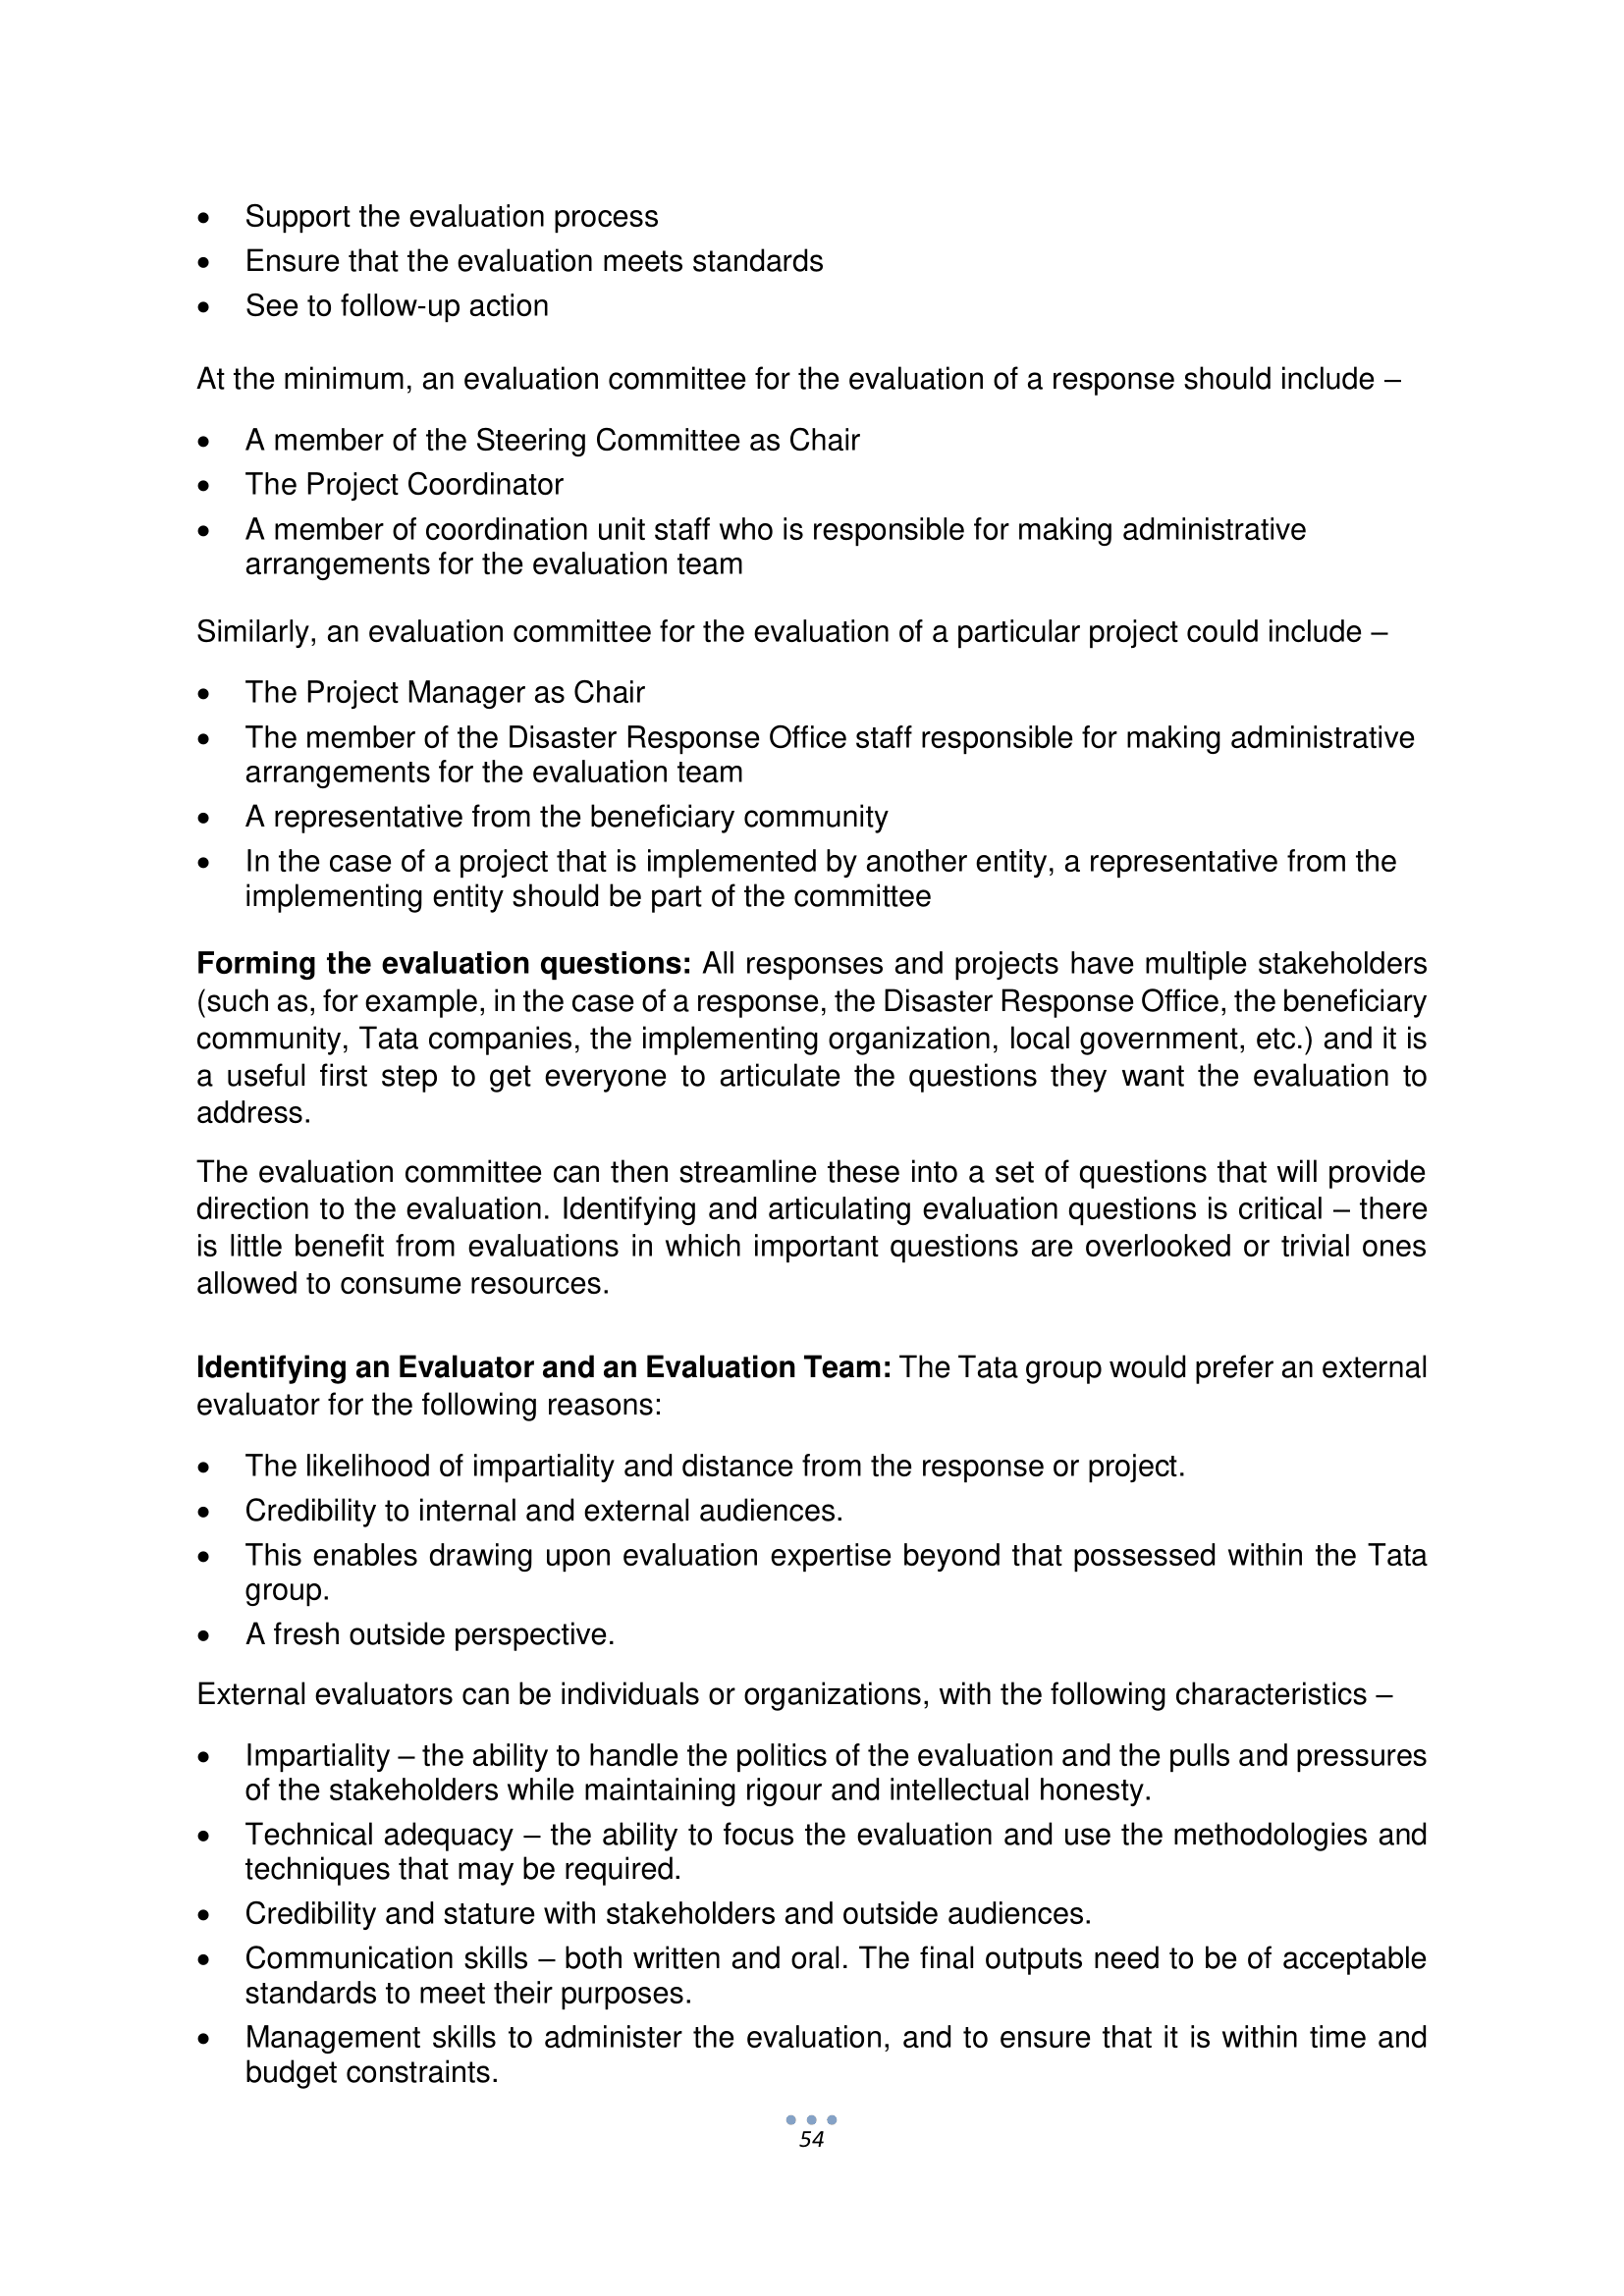 • Support the evaluation process
• Ensure that the evaluation meets standards
• See to follow-up action
At the minimum, an evaluation committee for the evaluation of a response should include –
• A member of the Steering Committee as Chair
• The Project Coordinator
• A member of coordination unit staff who is responsible for making administrative
arrangements for the evaluation team
Similarly, an evaluation committee for the evaluation of a particular project could include –
• The Project Manager as Chair
• The member of the Disaster Response Office staff responsible for making administrative
arrangements for the evaluation team
• A representative from the beneficiary community
• In the case of a project that is implemented by another entity, a representative from the
implementing entity should be part of the committee
Forming the evaluation questions: All responses and projects have multiple stakeholders
(such as, for example, in the case of a response, the Disaster Response Office, the beneficiary
community, Tata companies, the implementing organization, local government, etc.) and it is
a useful first step to get everyone to articulate the questions they want the evaluation to
address.
The evaluation committee can then streamline these into a set of questions that will provide
direction to the evaluation. Identifying and articulating evaluation questions is critical – there
is little benefit from evaluations in which important questions are overlooked or trivial ones
allowed to consume resources.
Identifying an Evaluator and an Evaluation Team: The Tata group would prefer an external
evaluator for the following reasons:
• The likelihood of impartiality and distance from the response or project.
• Credibility to internal and external audiences.
• This enables drawing upon evaluation expertise beyond that possessed within the Tata
group.
• A fresh outside perspective.
External evaluators can be individuals or organizations, with the following characteristics –
• Impartiality – the ability to handle the politics of the evaluation and the pulls and pressures
of the stakeholders while maintaining rigour and intellectual honesty.
• Technical adequacy – the ability to focus the evaluation and use the methodologies and
techniques that may be required.
• Credibility and stature with stakeholders and outside audiences.
• Communication skills – both written and oral. The final outputs need to be of acceptable
standards to meet their purposes.
• Management skills to administer the evaluation, and to ensure that it is within time and
budget constraints.
54